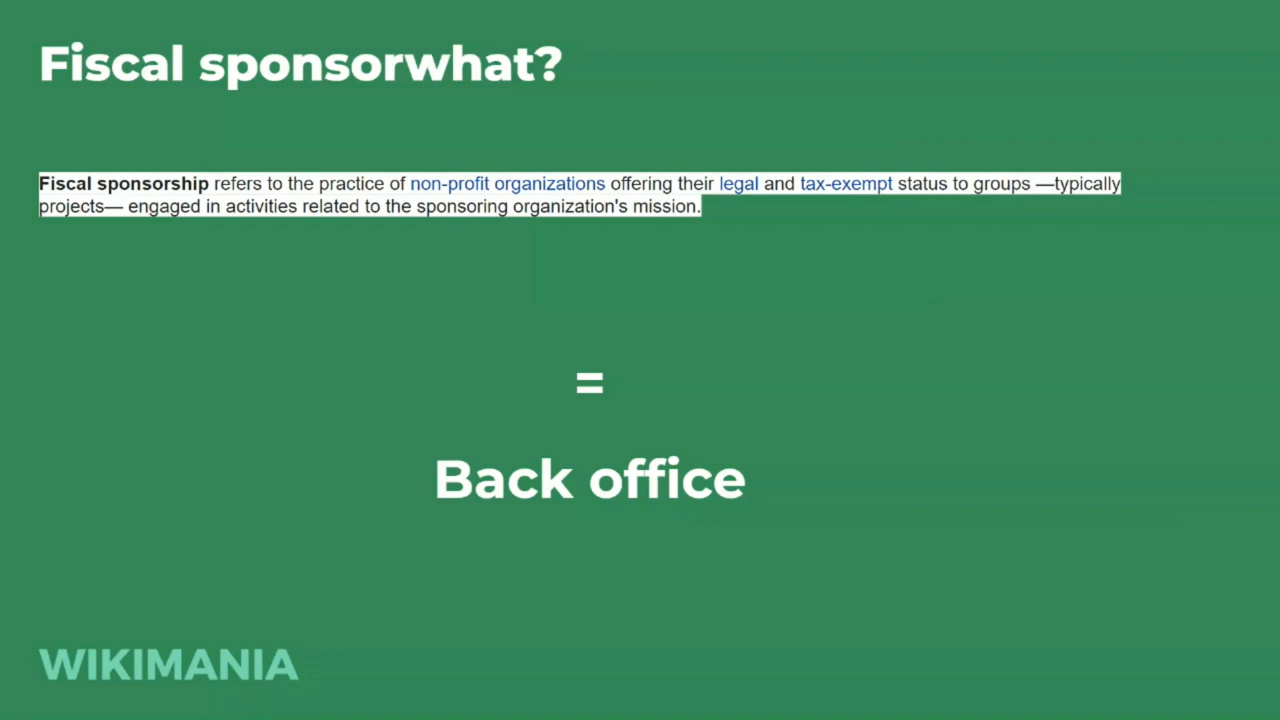 Fiscal sponsorwhat?
Fiscal sponsorship refers to the practice of non-profit organizations offering their legal and tax-exempt status to groups —typically
projects— engaged in activities related to the sponsoring organization's mission.
=
Back office
WIKIMANIA